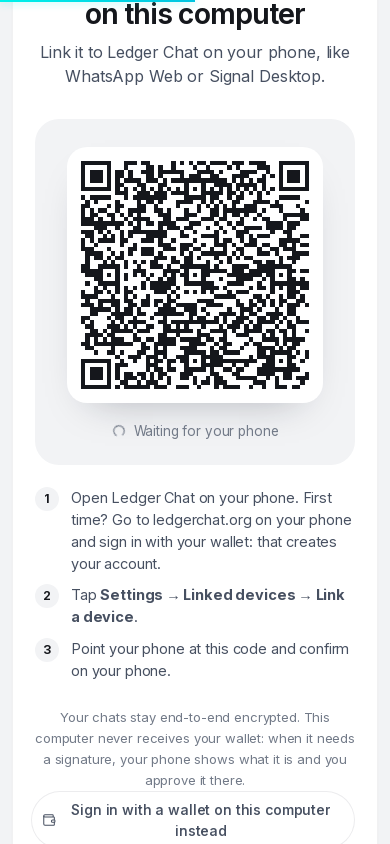 on this computer
Link it to Ledger Chat on your phone, like
WhatsApp Web or Signal Desktop.
Waiting for your phone
1 Open Ledger Chat on your phone. First
time? Go to ledgerchat.org on your phone
and sign in with your wallet: that creates
your account.
2 Tap Settings → Linked devices → Link
a device.
3 Point your phone at this code and confirm
on your phone.
Your chats stay end-to-end encrypted. This
computer never receives your wallet: when it needs
a signature, your phone shows what it is and you
approve it there.
Sign in with a wallet on this computer
instead